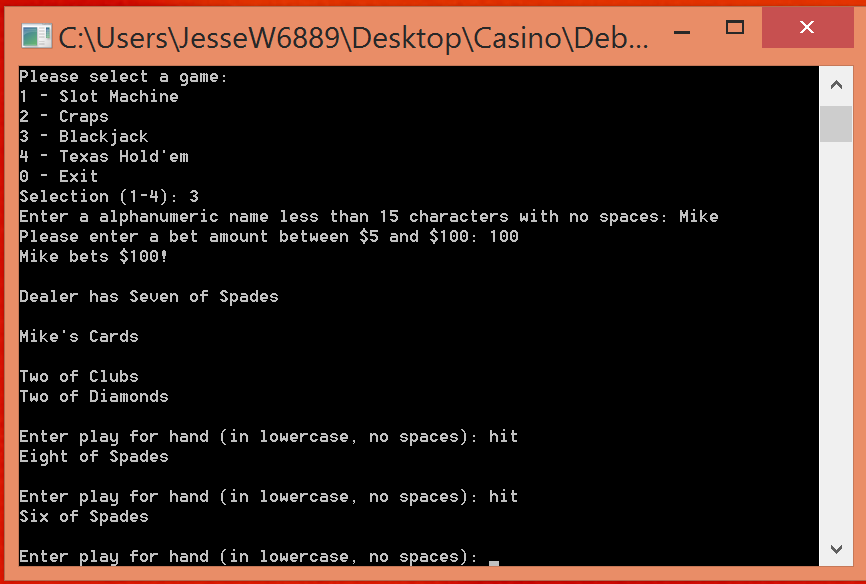 C:\Users\JesseW6889\Desktop\Casino\Deb...
Please select a game:
1 - Slot Machine
2 - Craps
3 - Blackjack
4 - Texas Hold'em
0 - Exit
Selection (1-4): 3
Enter a alphanumeric name less than 15 characters with no spaces: Mike
Please enter a bet amount between $5 and $100: 100
Mike bets $100!
Dealer has Seven of Spades
Mike's Cards
Two of Clubs
Two of Diamonds
Enter play for hand (in lowercase, no spaces): hit
Eight of Spades
Enter play for hand (in lowercase, no spaces): hit
Six of Spades
Enter play for hand (in lowercase, no spaces): _